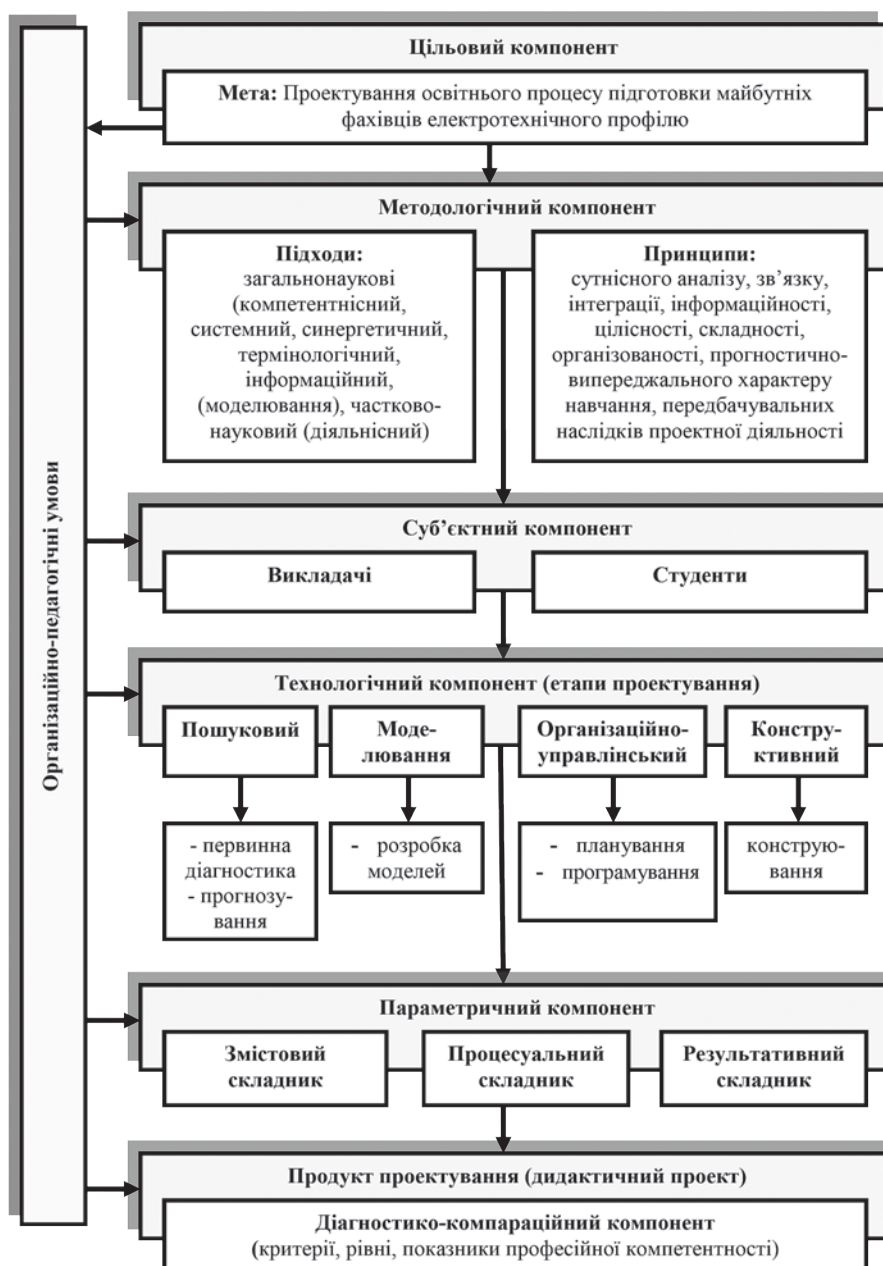 Організаційно-педагогічні умови
Цільовий компонент
Мета: Проектування освітнього процесу підготовки майбутніх
фахівців електротехнічного профілю
Методологічний компонент
Підходи:
загальнонаукові
(компетентнісний,
системний, синергетичний,
термінологічний,
інформаційний,
(моделювання), частково-
науковий (діяльнісний)
Принципи:
сутнісного аналізу, зв’язку,
інтеграції, інформаційності,
цілісності, складності,
організованості, прогностично-
випереджального характеру
навчання, передбачувальних
наслідків проектної діяльності
Суб’єктний компонент
Викладачі
Студенти
Технологічний компонент (етапи проектування)
Пошуковий
Моде-
лювання
Організаційно-
управлінський
Констру-
ктивний
- первинна
діагностика
- прогнозу-
вання
- розробка
моделей
- планування
- програмування
конструю-
вання
Параметричний компонент
Змістовий
складник
Процесуальний
складник
Результативний
складник
Продукт проектування (дидактичний проект)
Діагностико-компараційний компонент
(критерії, рівні, показники професійної компетентності)